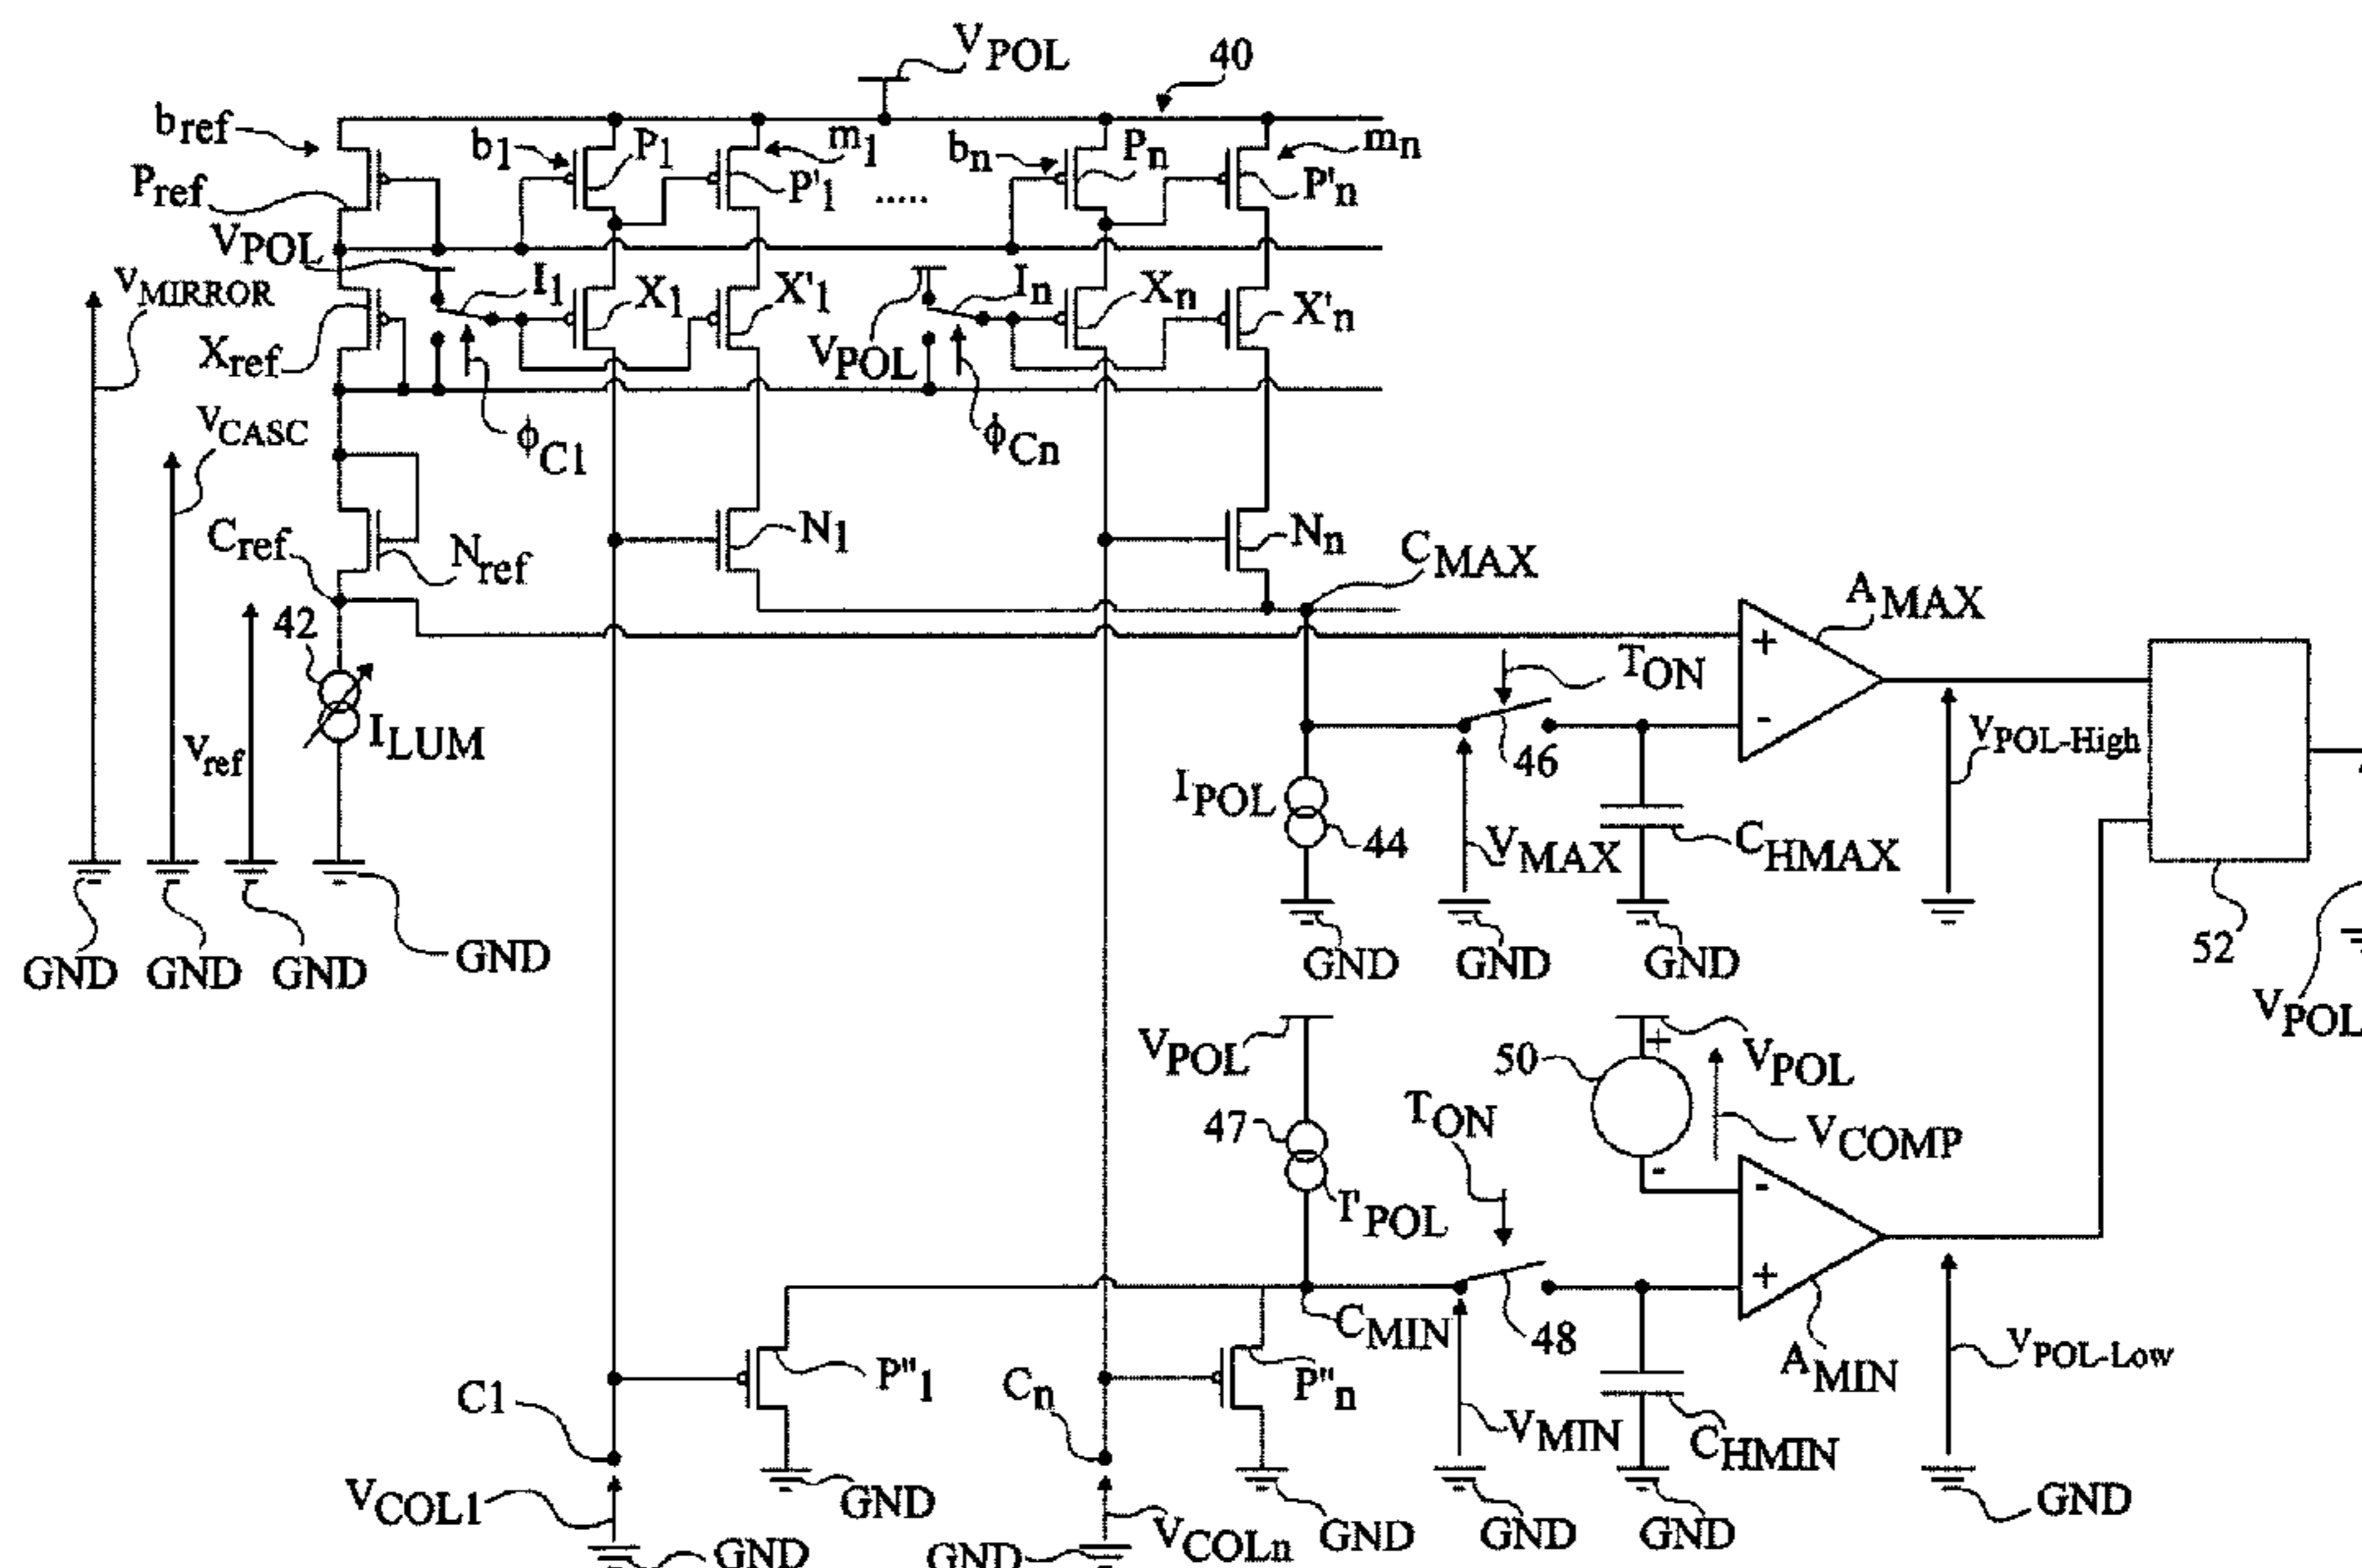 VPOL
40
bref
b1
P1
m1
bn
Pn
mn
Pref
P'1
.....
P'n
VPOL
VMIRROR
I1
X1
X'1
In
Xn
X'n
Xref
VPOL
VCASC
ϕC1
ϕCn
Cref
Nref
N1
Nn
CMAX
AMAX
42
+
TON
ILUM
Vref
-
46
VPOL-High
IPOL
44
VMAX
CHMAX
52
GND
GND
GND
GND
GND
GND
GND
VPOL
VPOL
50
+
VPOL
47
TON
VCOMP
-
-
I'POL
+
CMIN
48
AMIN
VPOL-Low
C1
P"1
Cn
P"n
VMIN
CHMIN
VCOL1
GND
VCOLn
GND
GND
GND
GND
GND
GND